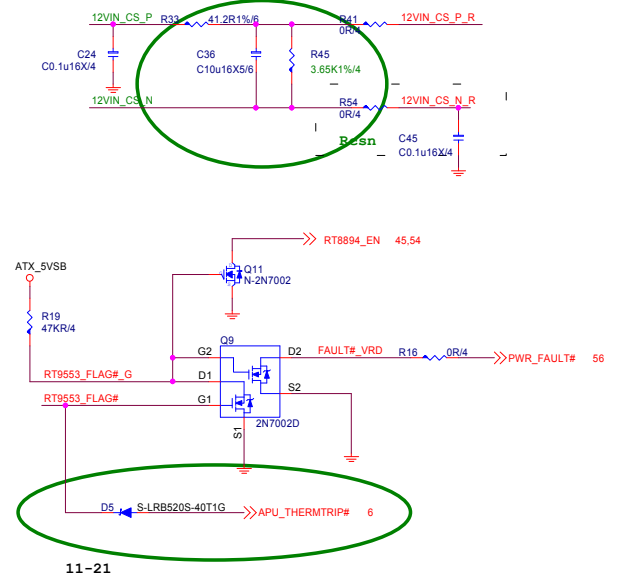 12VIN_CS_P R33 41.2R1%/6 R41 12VIN_CS_P_R
0R/4
C24
C0.1u16X/4
C36
C10u16X5/6
R45
3.65K1%/4
12VIN_CS_N R54 12VIN_CS_N_R
0R/4
Resn
C45
C0.1u16X/4
RT8894_EN 45,54
ATX_5VSB
Q11
N-2N7002
R19
47KR/4
Q9
G2 D2 FAULT#_VRD R16 0R/4 PWR_FAULT# 56
RT9553_FLAG#_G D1
S2
RT9553_FLAG# G1
S1
2N7002D
D5 S-LRB520S-40T1G APU_THERMTRIP# 6
11-21